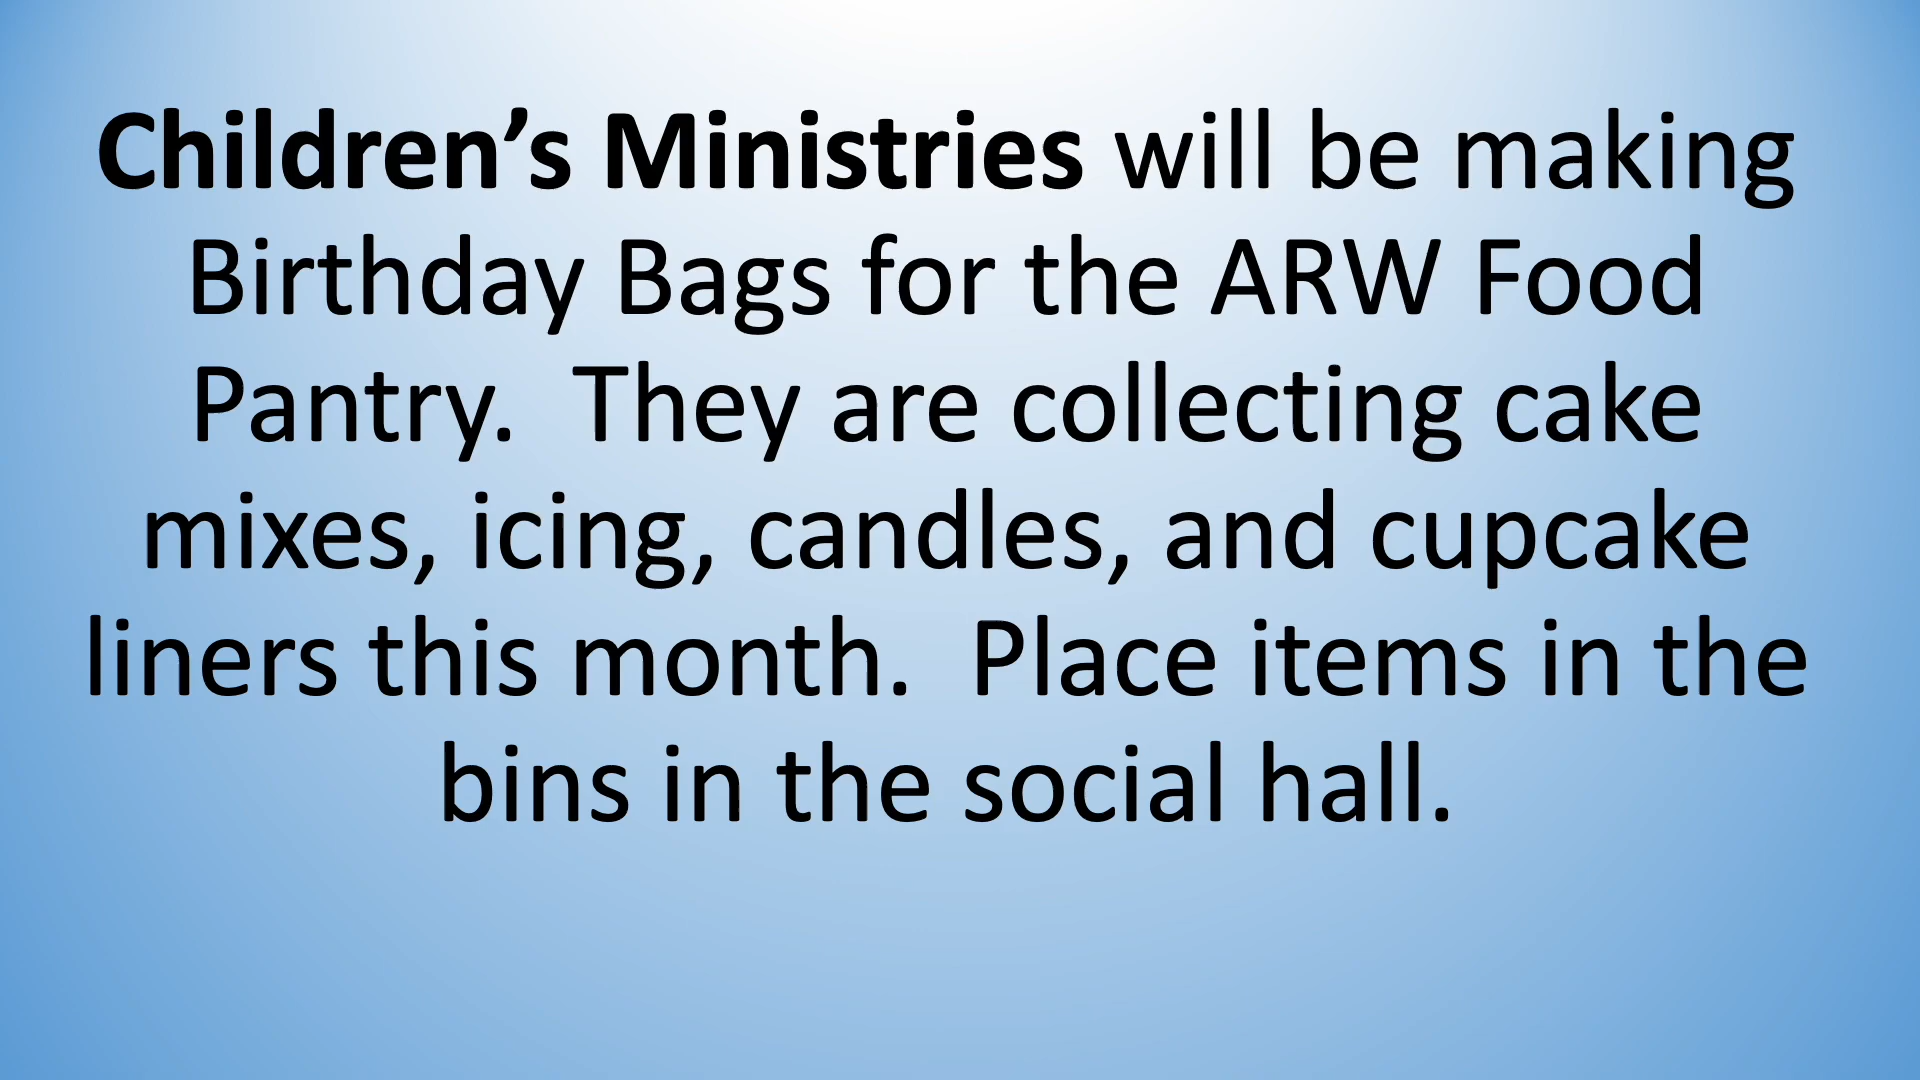 Children’s Ministries will be making
Birthday Bags for the ARW Food
Pantry.  They are collecting cake
mixes, icing, candles, and cupcake
liners this month.  Place items in the
bins in the social hall.